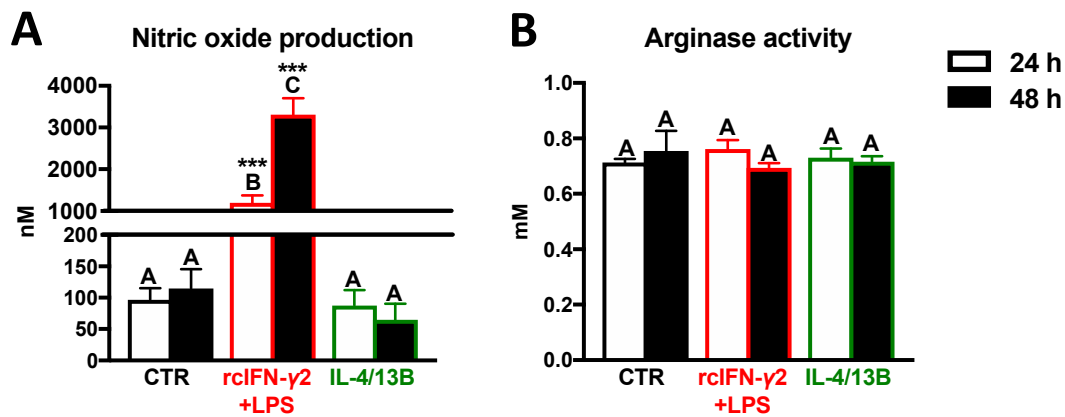 A
Nitric oxide production
4000
3000
2000
1000
200
150
100
50
0
nM
A
A
***
B
***
C
A
A
CTR
rcIFN-γ2
+LPS
IL-4/13B
B
Arginase activity
1.0
0.8
0.6
0.4
0.2
0.0
mM
A
A
A
A
A
A
CTR
rcIFN-γ2
+LPS
IL-4/13B
24 h
48 h